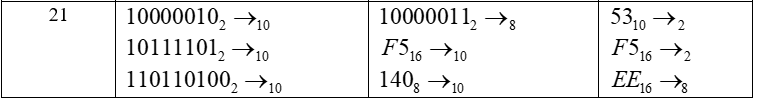 21 10000010₂ →₁₀ 10000011₂ →₈ 53₁₀ →₂
10111101₂ →₁₀ F5₁₆ →₁₀ F5₁₆ →₂
110110100₂ →₁₀ 140₈ →₁₀ EE₁₆ →₈